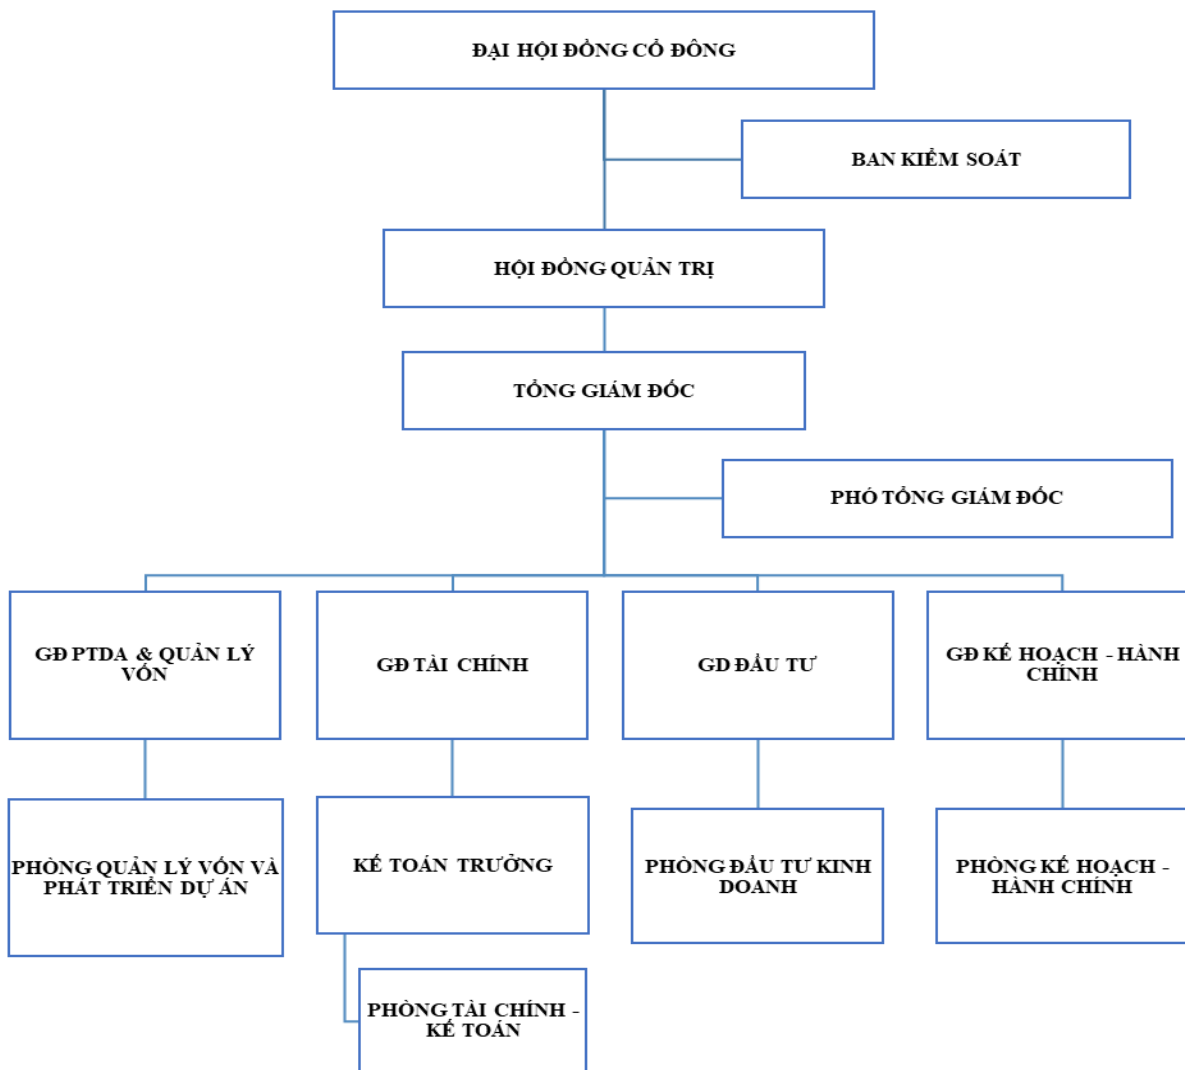 ĐẠI HỘI ĐỒNG CỔ ĐÔNG
BAN KIỂM SOÁT
HỘI ĐỒNG QUẢN TRỊ
TỔNG GIÁM ĐỐC
PHÓ TỔNG GIÁM ĐỐC
GĐ PTDA & QUẢN LÝ
VỐN
GĐ TÀI CHÍNH
GD ĐẦU TƯ
GĐ KẾ HOẠCH - HÀNH
CHÍNH
PHÒNG QUẢN LÝ VỐN VÀ
PHÁT TRIỂN DỰ ÁN
KẾ TOÁN TRƯỞNG
PHÒNG ĐẦU TƯ KINH
DOANH
PHÒNG KẾ HOẠCH -
HÀNH CHÍNH
PHÒNG TÀI CHÍNH -
KẾ TOÁN